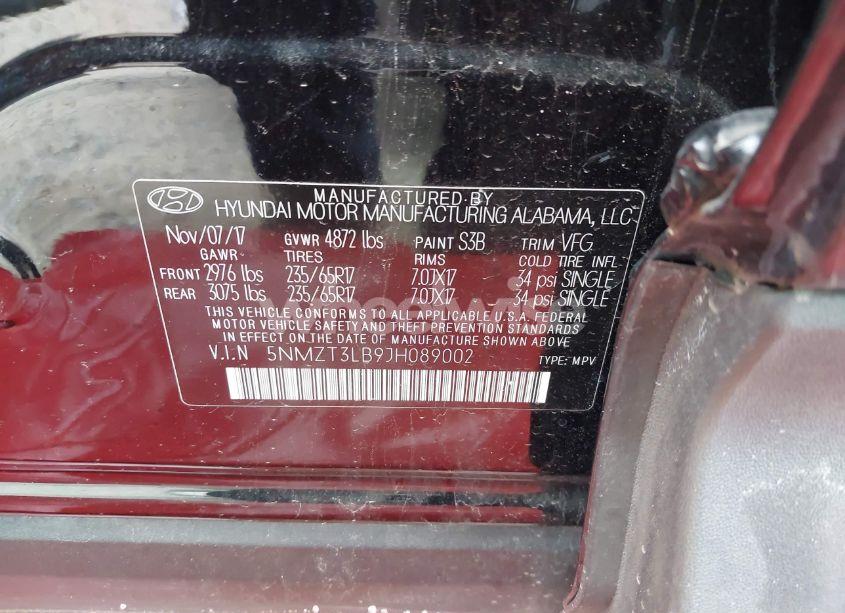 MANUFACTURED BY
HYUNDAI MOTOR MANUFACTURING ALABAMA, LLC
Nov/07/17 GVWR 4872 lbs PAINT S3B TRIM VFG
GAWR TIRES RIMS COLD TIRE INFL
FRONT 2976 lbs 235/65R17 7.0JX17 34 psi SINGLE
REAR 3075 lbs 235/65R17 7.0JX17 34 psi SINGLE
THIS VEHICLE CONFORMS TO ALL APPLICABLE U.S.A. FEDERAL
MOTOR VEHICLE SAFETY AND THEFT PREVENTION STANDARDS
IN EFFECT ON THE DATE OF MANUFACTURE SHOWN ABOVE
V.I.N 5NMZT3LB9JH089002 TYPE: MPV